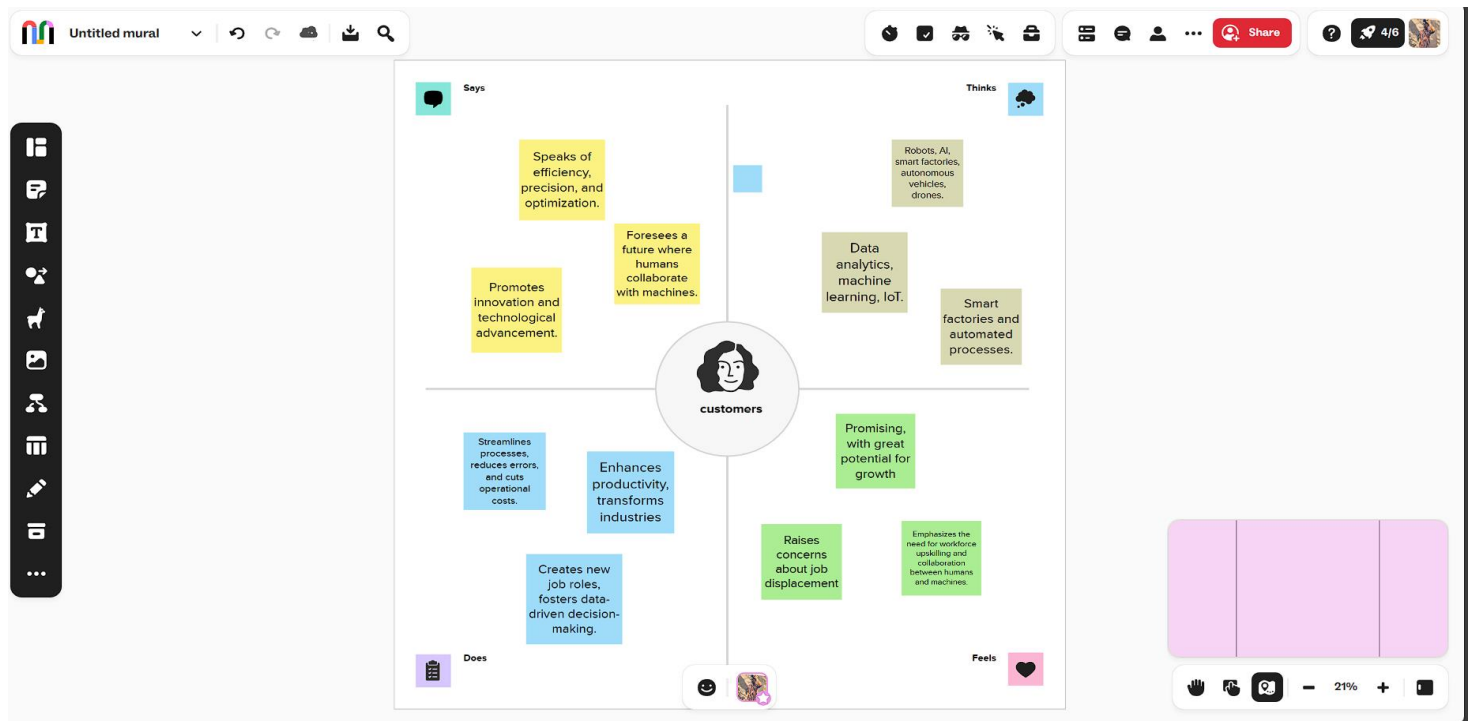 Untitled mural
Share
4/6
Says
Thinks
Speaks of
efficiency,
precision, and
optimization.
Foresees a
future where
humans
collaborate
with machines.
Promotes
innovation and
technological
advancement.
Robots, AI,
smart factories,
autonomous
vehicles,
drones.
Data
analytics,
machine
learning, IoT.
Smart
factories and
automated
processes.
customers
Streamlines
processes,
reduces errors,
and cuts
operational
costs.
Enhances
productivity,
transforms
industries
Creates new
job roles,
fosters data-
driven decision-
making.
Promising,
with great
potential for
growth
Raises
concerns
about job
displacement
Emphasizes the
need for workforce
upskilling and
collaboration
between humans
and machines.
Does
Feels
21%